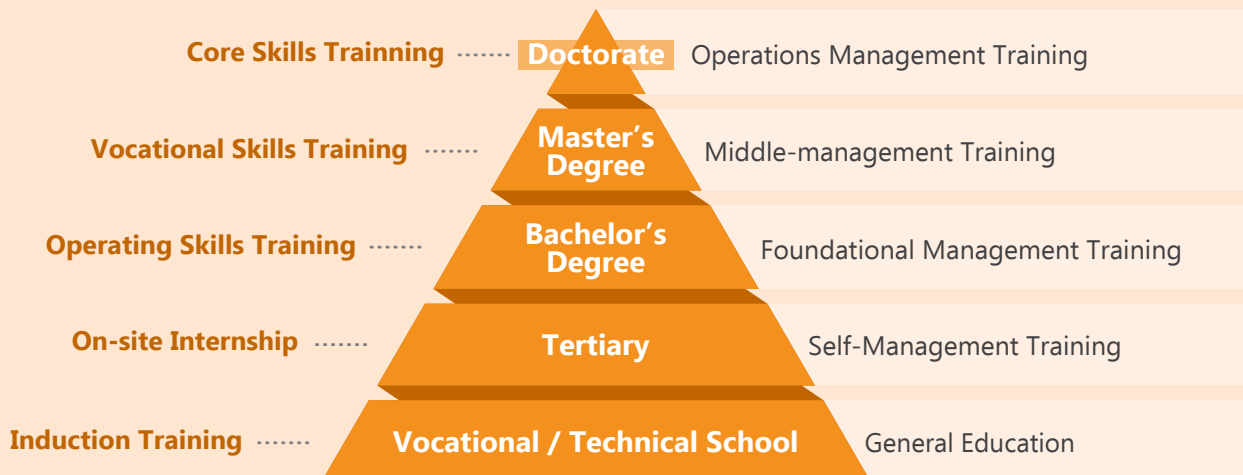 Core Skills Trainning
Doctorate
Operations Management Training
Vocational Skills Training
Master's
Degree
Middle-management Training
Operating Skills Training
Bachelor's
Degree
Foundational Management Training
On-site Internship
Tertiary
Self-Management Training
Induction Training
Vocational / Technical School
General Education